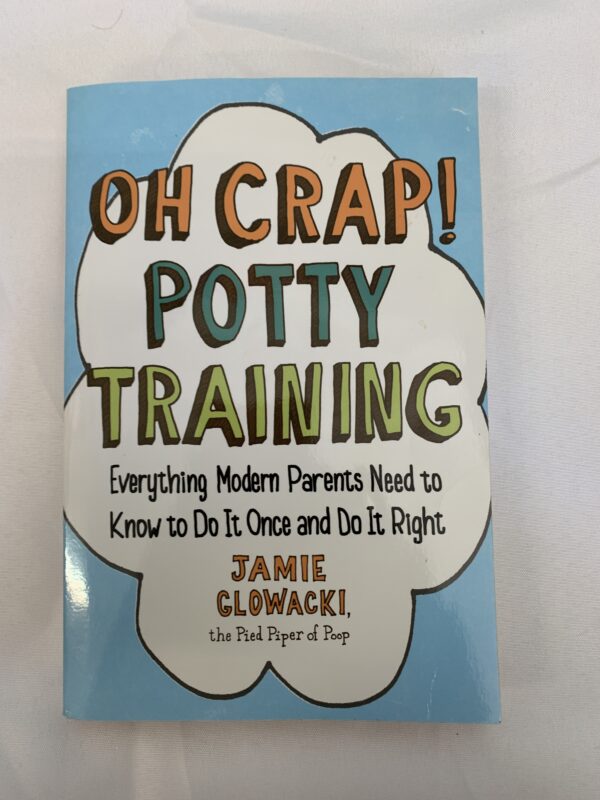 OH CRAP!
POTTY
TRAINING
Everything Modern Parents Need to
Know to Do It Once and Do It Right
JAMIE
GLOWACKI,
the Pied Piper of Poop